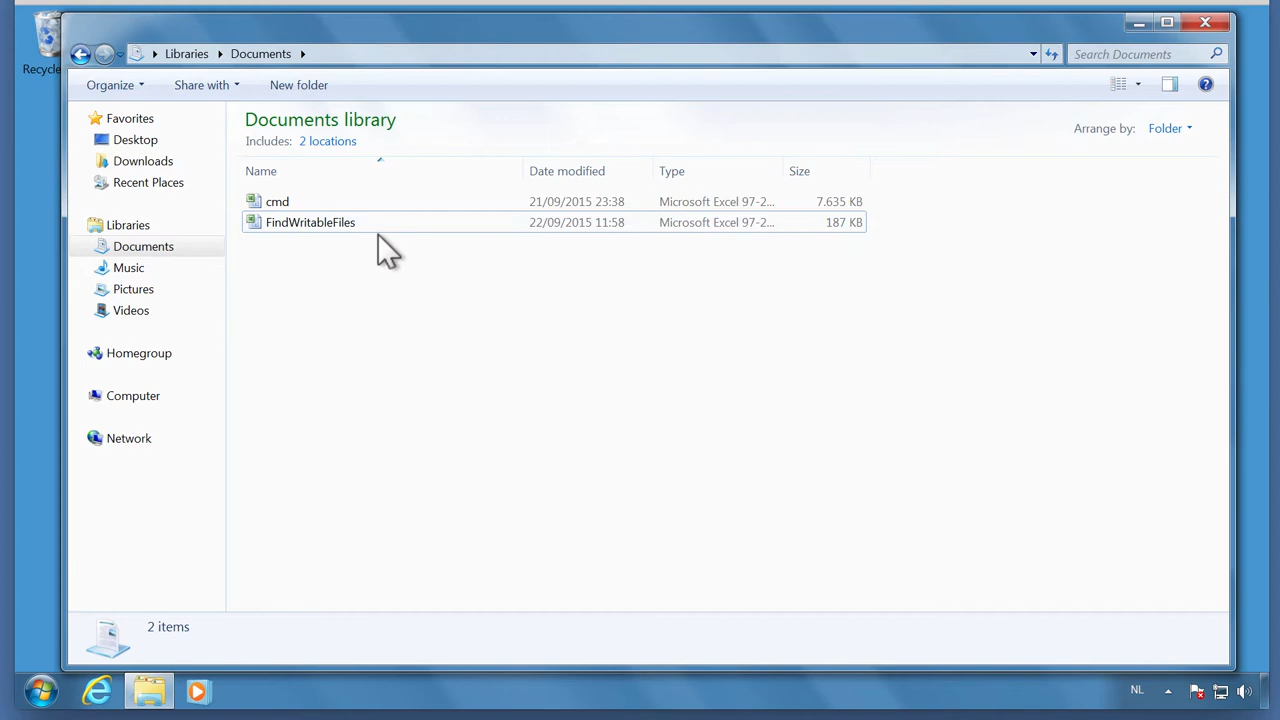 Recycle
Libraries
Documents
Search Documents
Organize
Share with
New folder
Favorites
Desktop
Downloads
Recent Places
Libraries
Documents
Music
Pictures
Videos
Homegroup
Computer
Network
Documents library
Includes: 2 locations
Arrange by: Folder
Name Date modified Type Size
cmd 21/09/2015 23:38 Microsoft Excel 97-2... 7.635 KB
FindWritableFiles 22/09/2015 11:58 Microsoft Excel 97-2... 187 KB
2 items
NL